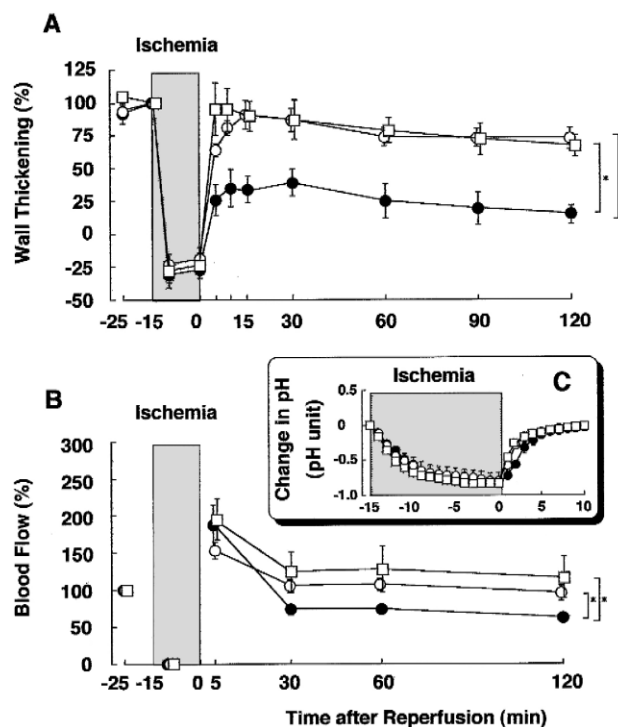 A
Ischemia
Wall Thickening (%)
125
100
75
50
25
0
-25
-50
-25 -15 0 15 30 60 90 120
*
B
Ischemia
Blood Flow (%)
300
250
200
150
100
50
0
-25 -15 0 5 30 60 120
* *
Time after Reperfusion (min)
C
Ischemia
Change in pH
(pH unit)
0.5
0
-0.5
-1.0
-15 -10 -5 0 5 10